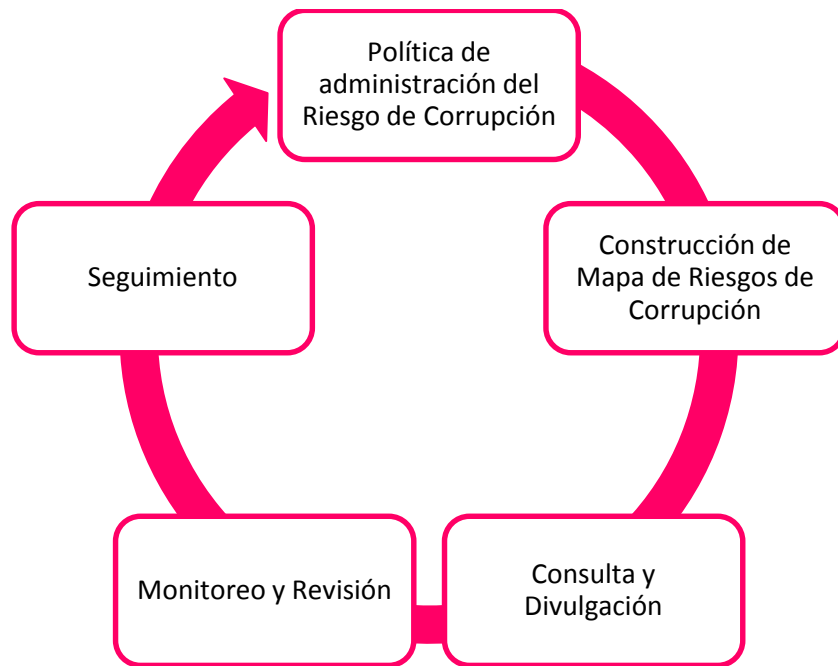 Política de
administración del
Riesgo de Corrupción
Construcción de
Mapa de Riesgos de
Corrupción
Consulta y
Divulgación
Monitoreo y Revisión
Seguimiento